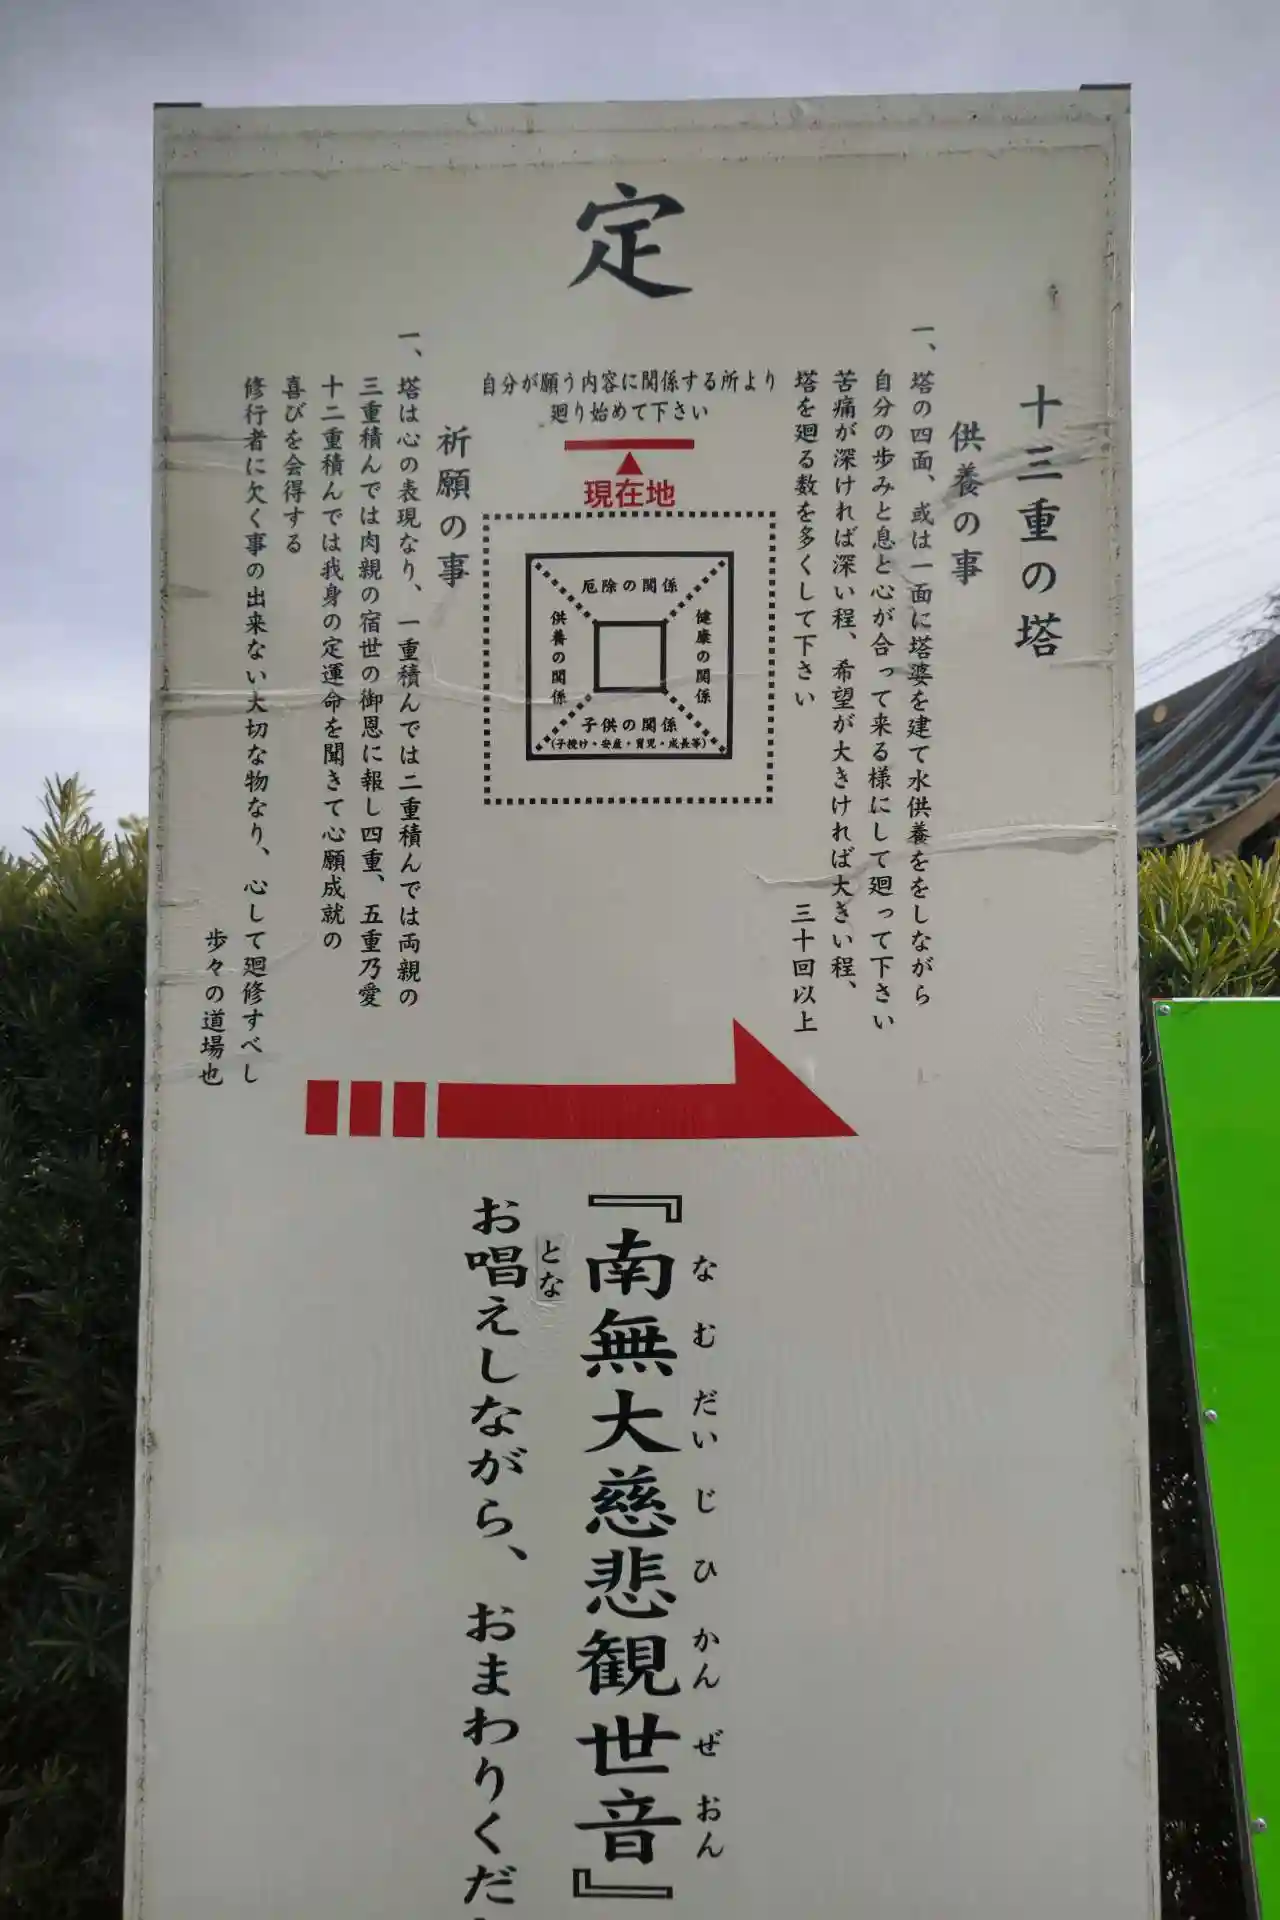 定
十三重の塔
供養の事
一、塔の四面、或は一面に塔婆を建て水供養ををしながら
自分の歩みと息と心が合って来る様にして廻って下さい
苦痛が深ければ深い程、希望が大きければ大きい程、
塔を廻る数を多くして下さい
三十回以上
自分が願う内容に関係する所より
廻り始めて下さい
現在地
厄除の関係
健康の関係
供養の関係
子供の関係
(子授け・安産・育児・成長等)
祈願の事
一、塔は心の表現なり、一重積んでは二重積んでは両親の
三重積んでは肉親の宿世の御恩に報し四重、五重乃愛
十二重積んでは我身の定運命を聞きて心願成就の
喜びを会得する
修行者に欠く事の出来ない大切な物なり、心して廻修すべし
歩々の道場也
『南無大慈悲観世音』
なむだいじひかんぜおん
お唱えしながら、おまわりくだ
とな